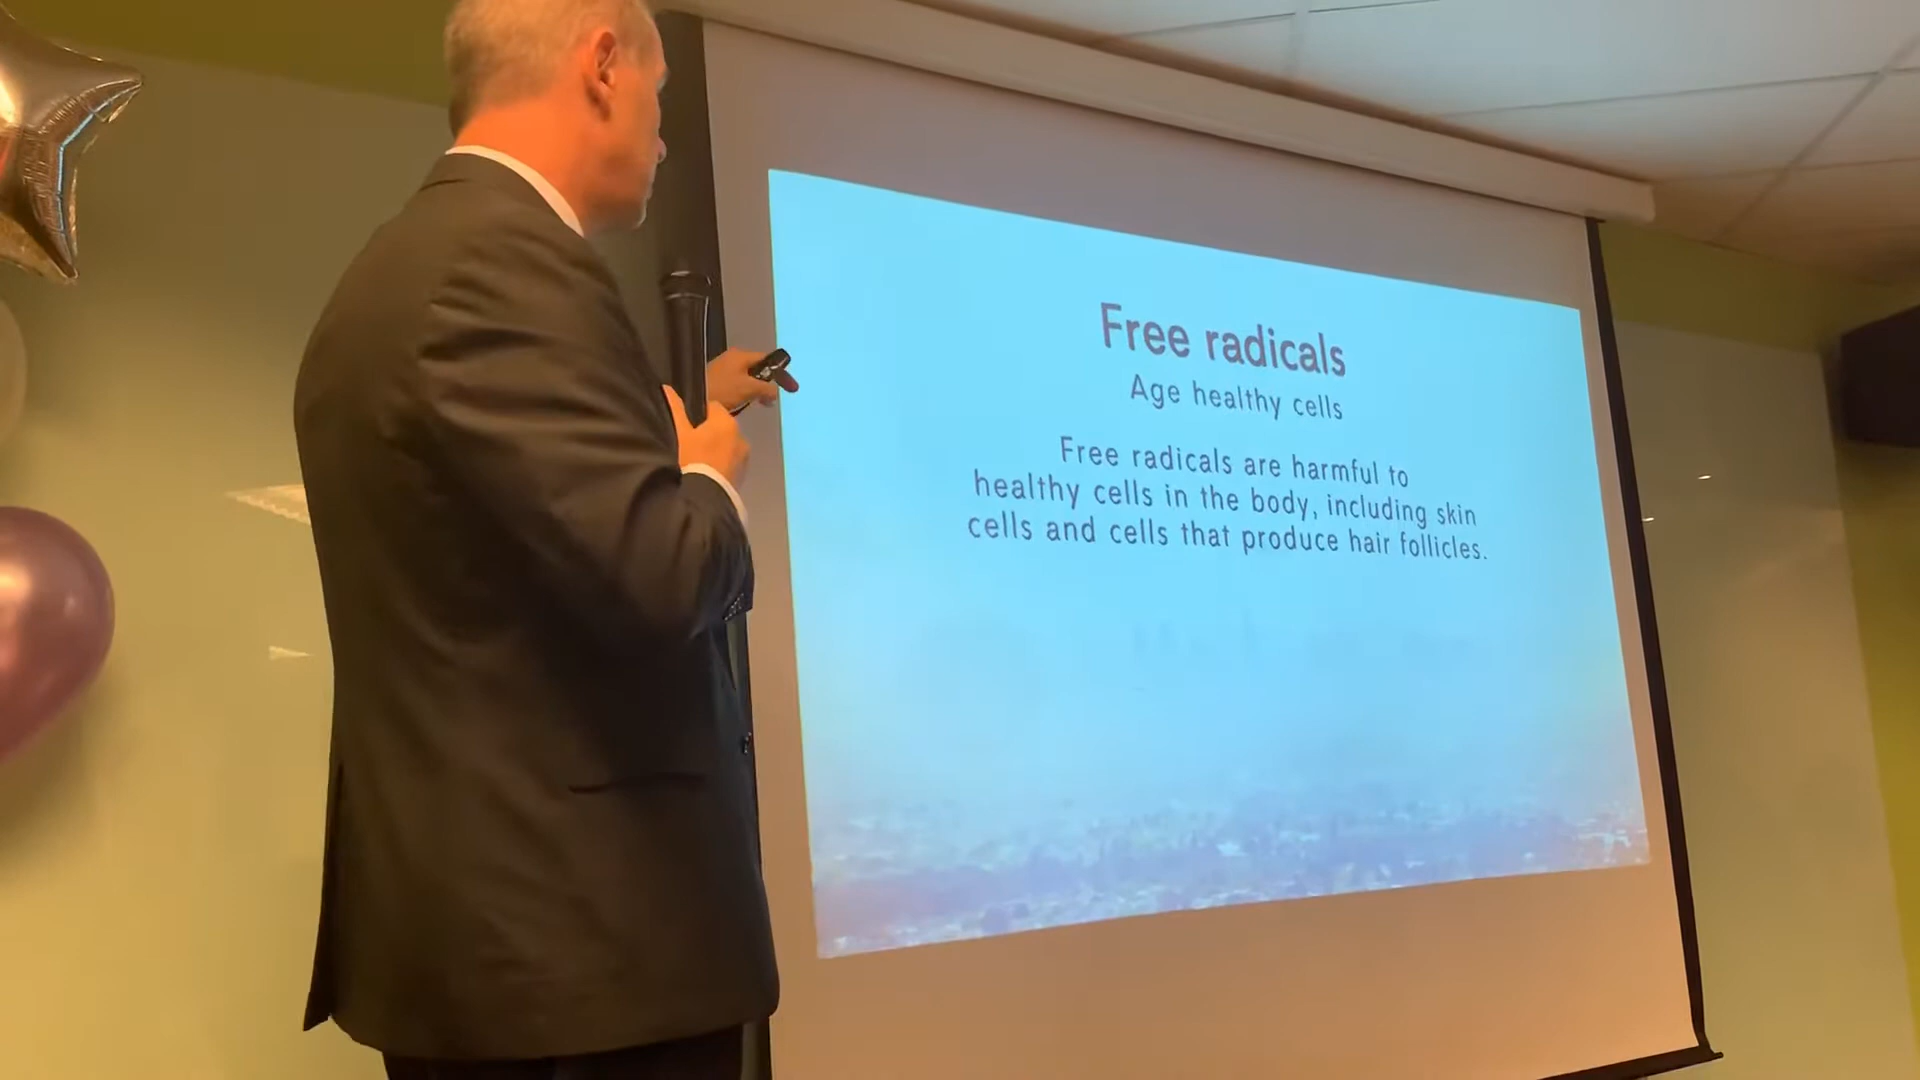 Free radicals
Age healthy cells
Free radicals are harmful to
healthy cells in the body, including skin
cells and cells that produce hair follicles.